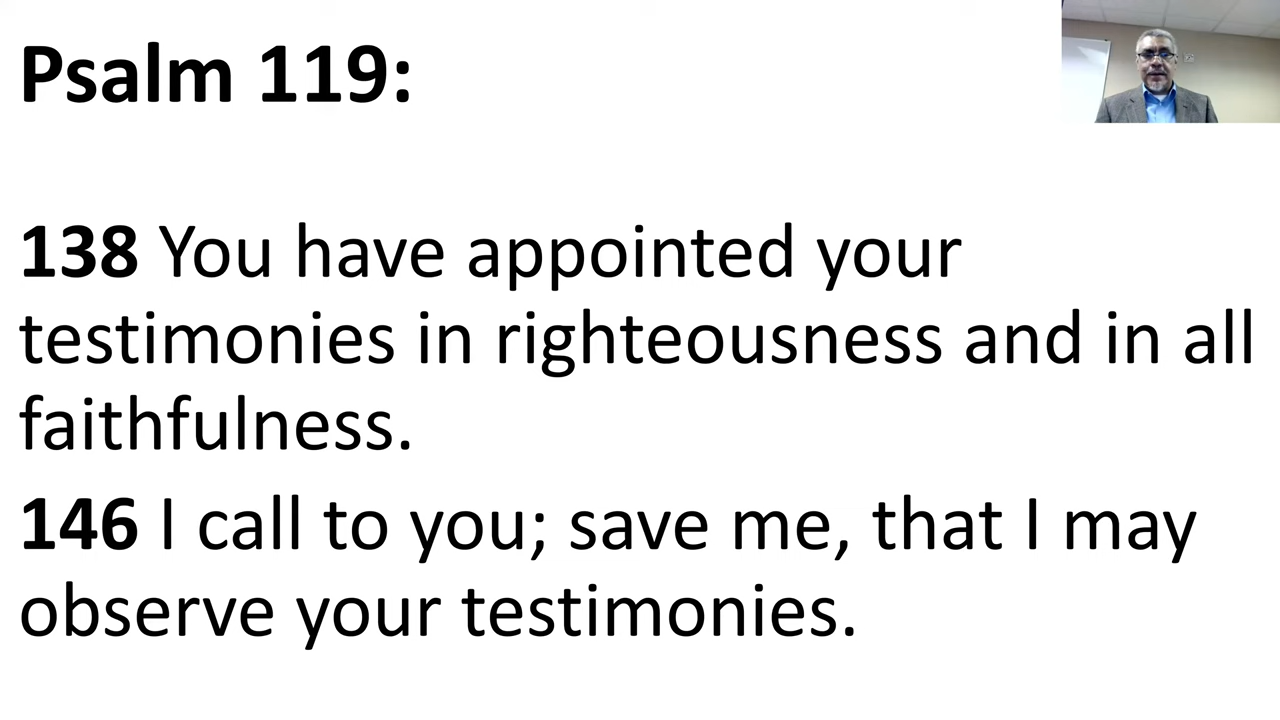 Psalm 119:
138 You have appointed your
testimonies in righteousness and in all
faithfulness.
146 I call to you; save me, that I may
observe your testimonies.